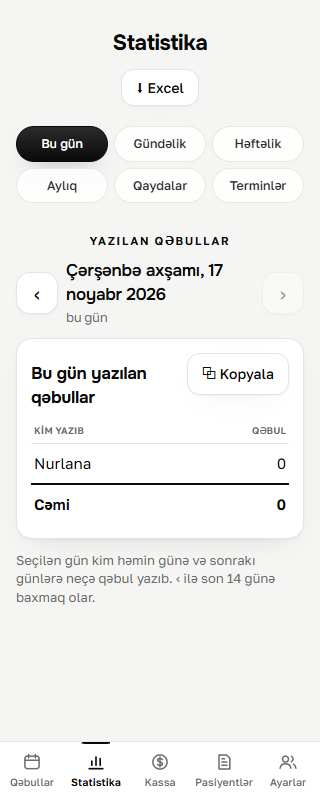 Statistika
⭳ Excel
Bu gün
Gündəlik
Həftəlik
Aylıq
Qaydalar
Terminlər
YAZILAN QƏBULLAR
‹
Çərşənbə axşamı, 17
noyabr 2026
bu gün
›
Bu gün yazılan
qəbullar
Kopyala
KİM YAZIB QƏBUL
Nurlana 0
Cəmi 0
Seçilən gün kim həmin günə və sonrakı
günlərə neçə qəbul yazıb. ‹ ilə son 14 günə
baxmaq olar.
Qəbullar
Statistika
Kassa
Pasiyentlər
Ayarlar